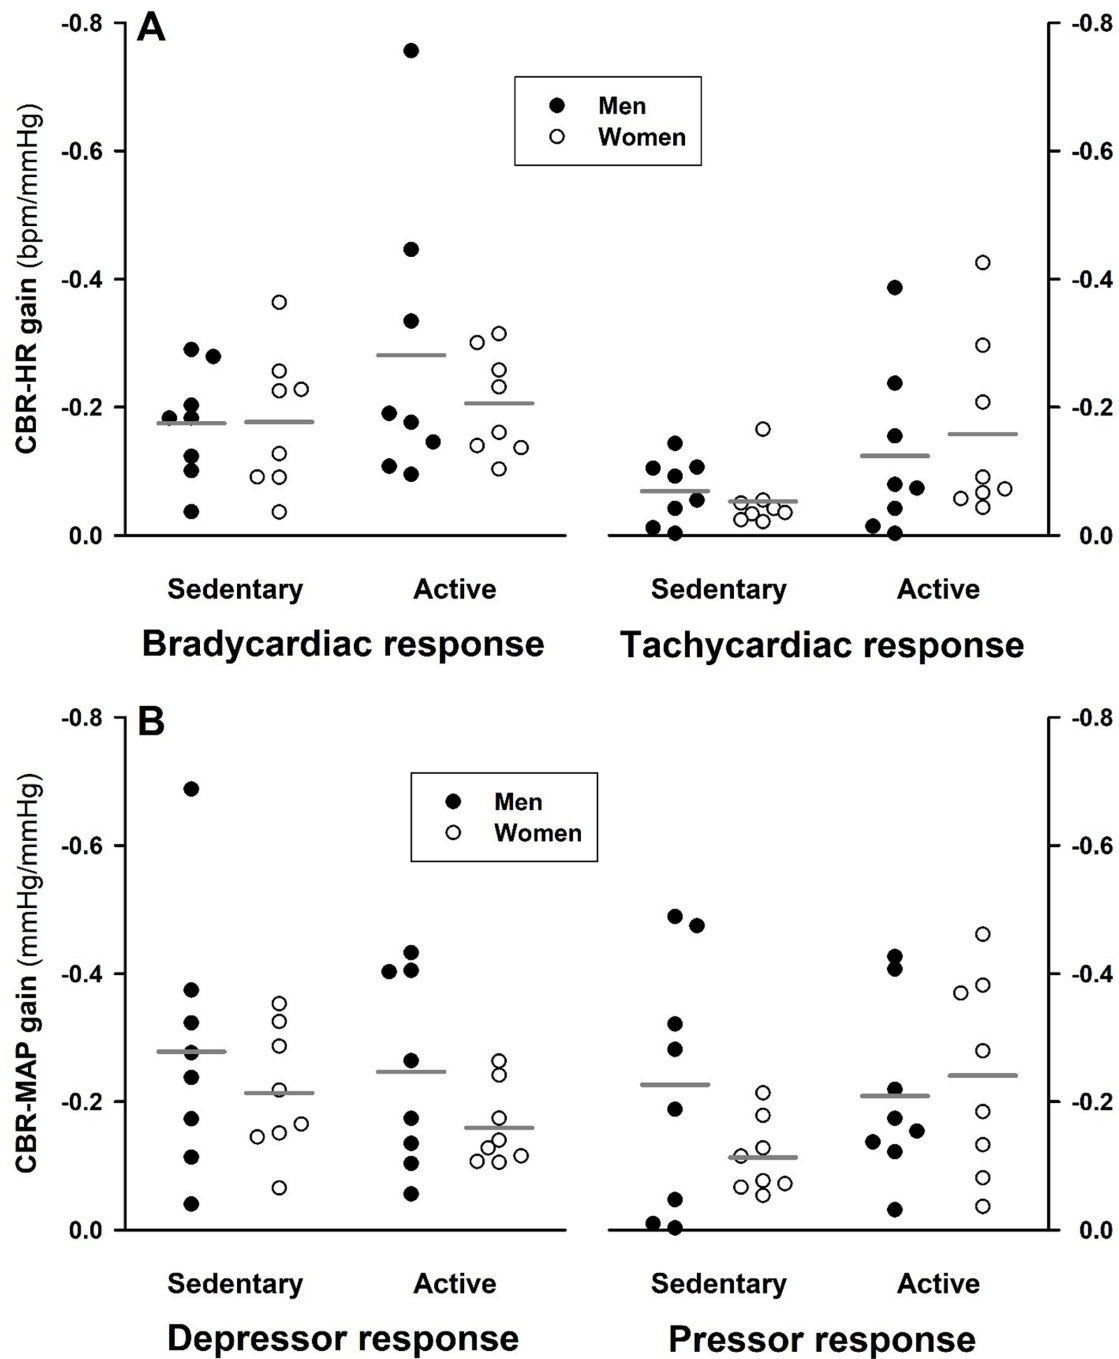 A
-0.8
-0.6
-0.4
-0.2
0.0
CBR-HR gain (bpm/mmHg)
Men
Women
-0.8
-0.6
-0.4
-0.2
0.0
Sedentary
Active
Sedentary
Active
Bradycardiac response
Tachycardiac response
B
-0.8
-0.6
-0.4
-0.2
0.0
CBR-MAP gain (mmHg/mmHg)
Men
Women
-0.8
-0.6
-0.4
-0.2
0.0
Sedentary
Active
Sedentary
Active
Depressor response
Pressor response